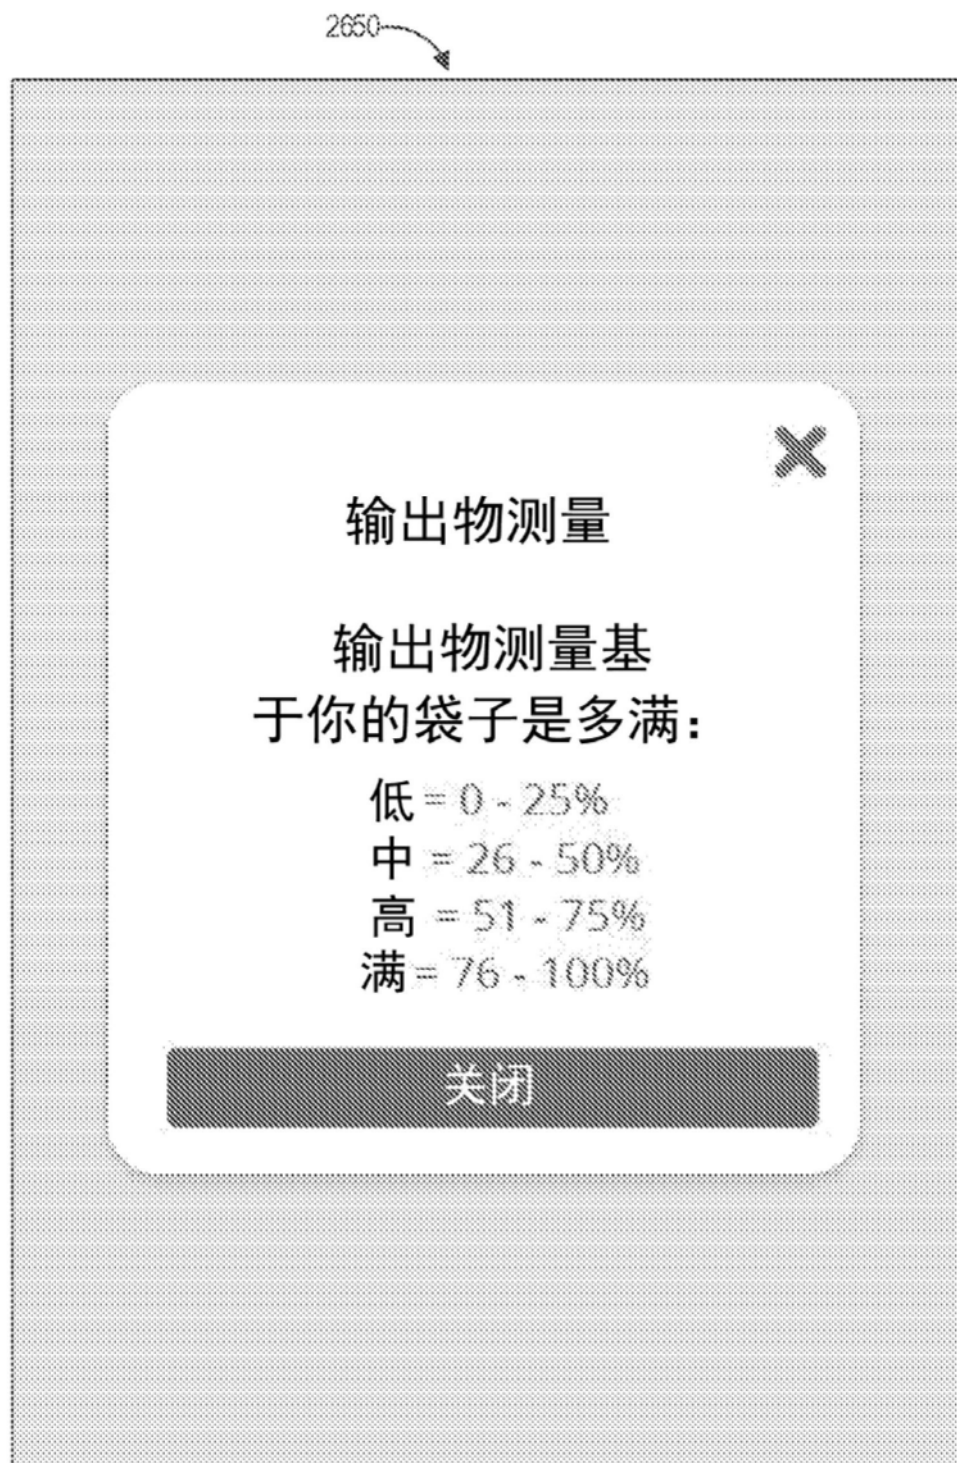 2650
输出物测量
输出物测量基
于你的袋子是多满：
低 = 0 - 25%
中 = 26 - 50%
高 = 51 - 75%
满 = 76 - 100%
关闭